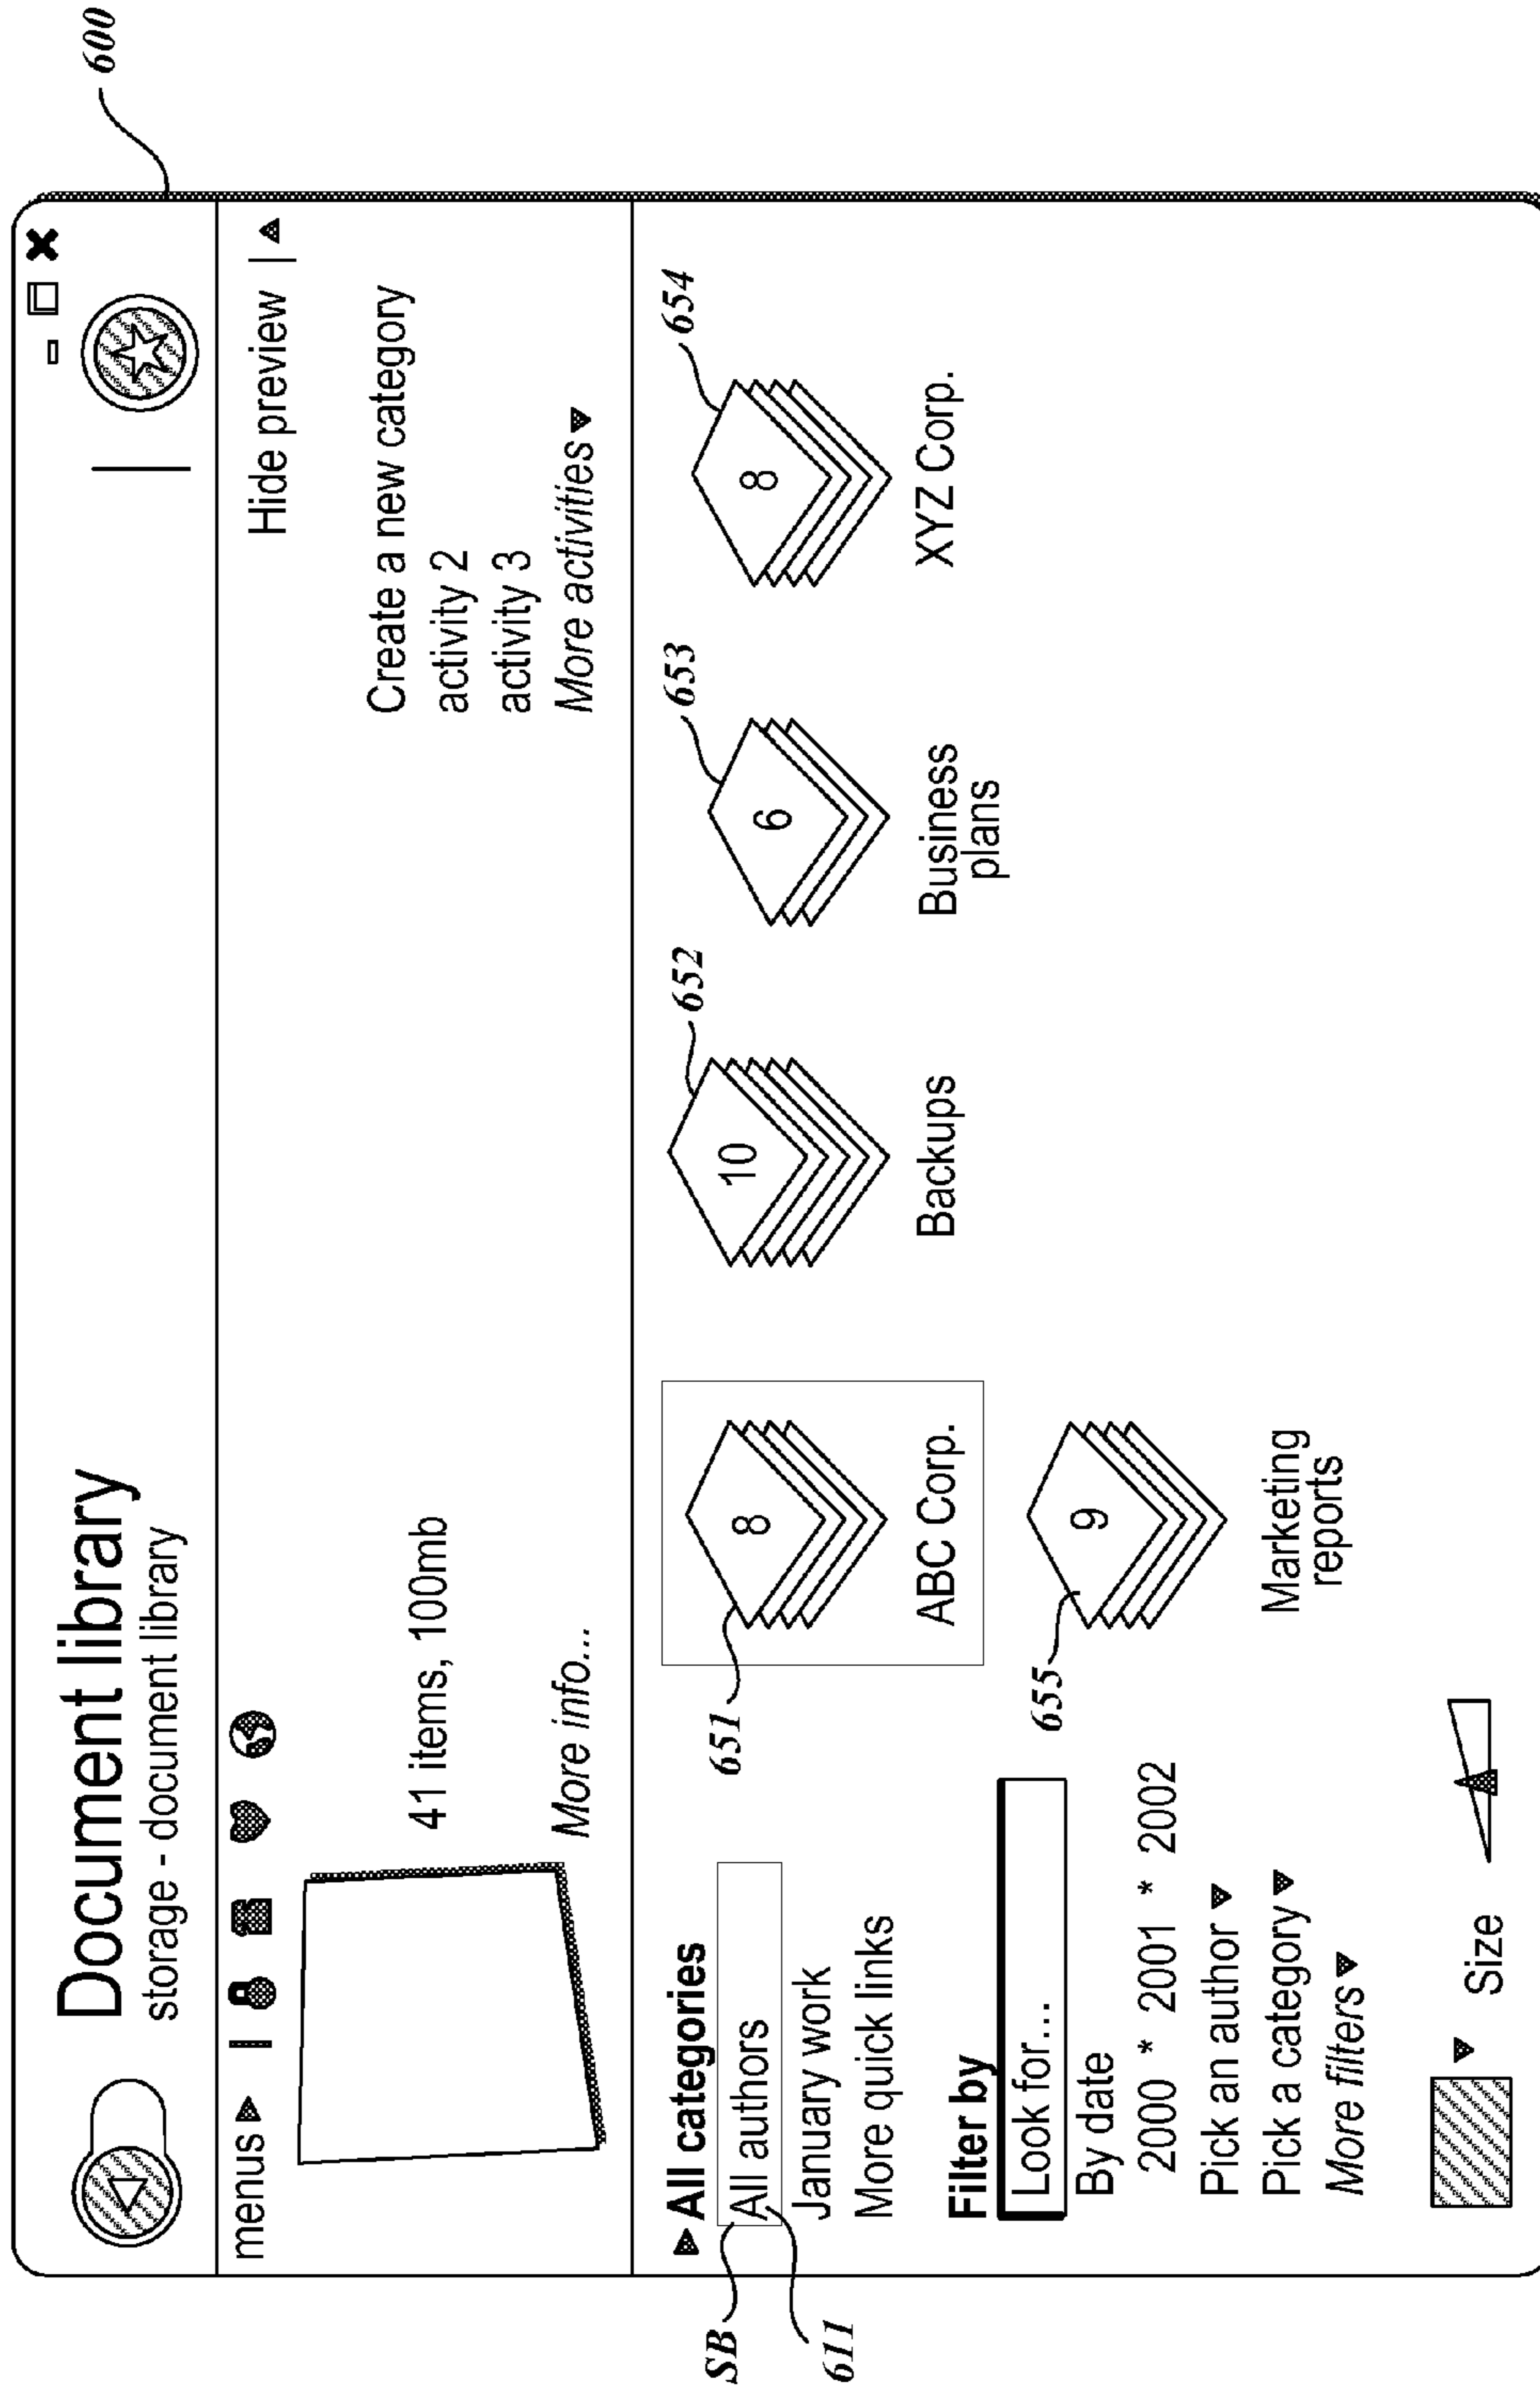 600
Document library
storage - document library
menus
Hide preview
41 items, 100mb
More info...
Create a new category
activity 2
activity 3
More activities
All categories
SB
All authors
611
January work
More quick links
Filter by
Look for...
By date
2000 * 2001 * 2002
Pick an author
Pick a category
More filters
Size
651
8
ABC Corp.
652
10
Backups
653
6
Business
plans
654
8
XYZ Corp.
655
9
Marketing
reports